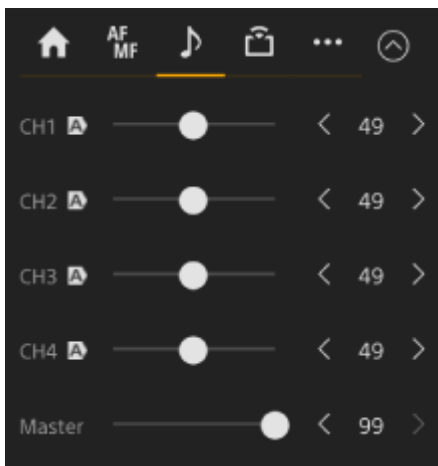 AF
MF
CH1 A 49
CH2 A 49
CH3 A 49
CH4 A 49
Master 99